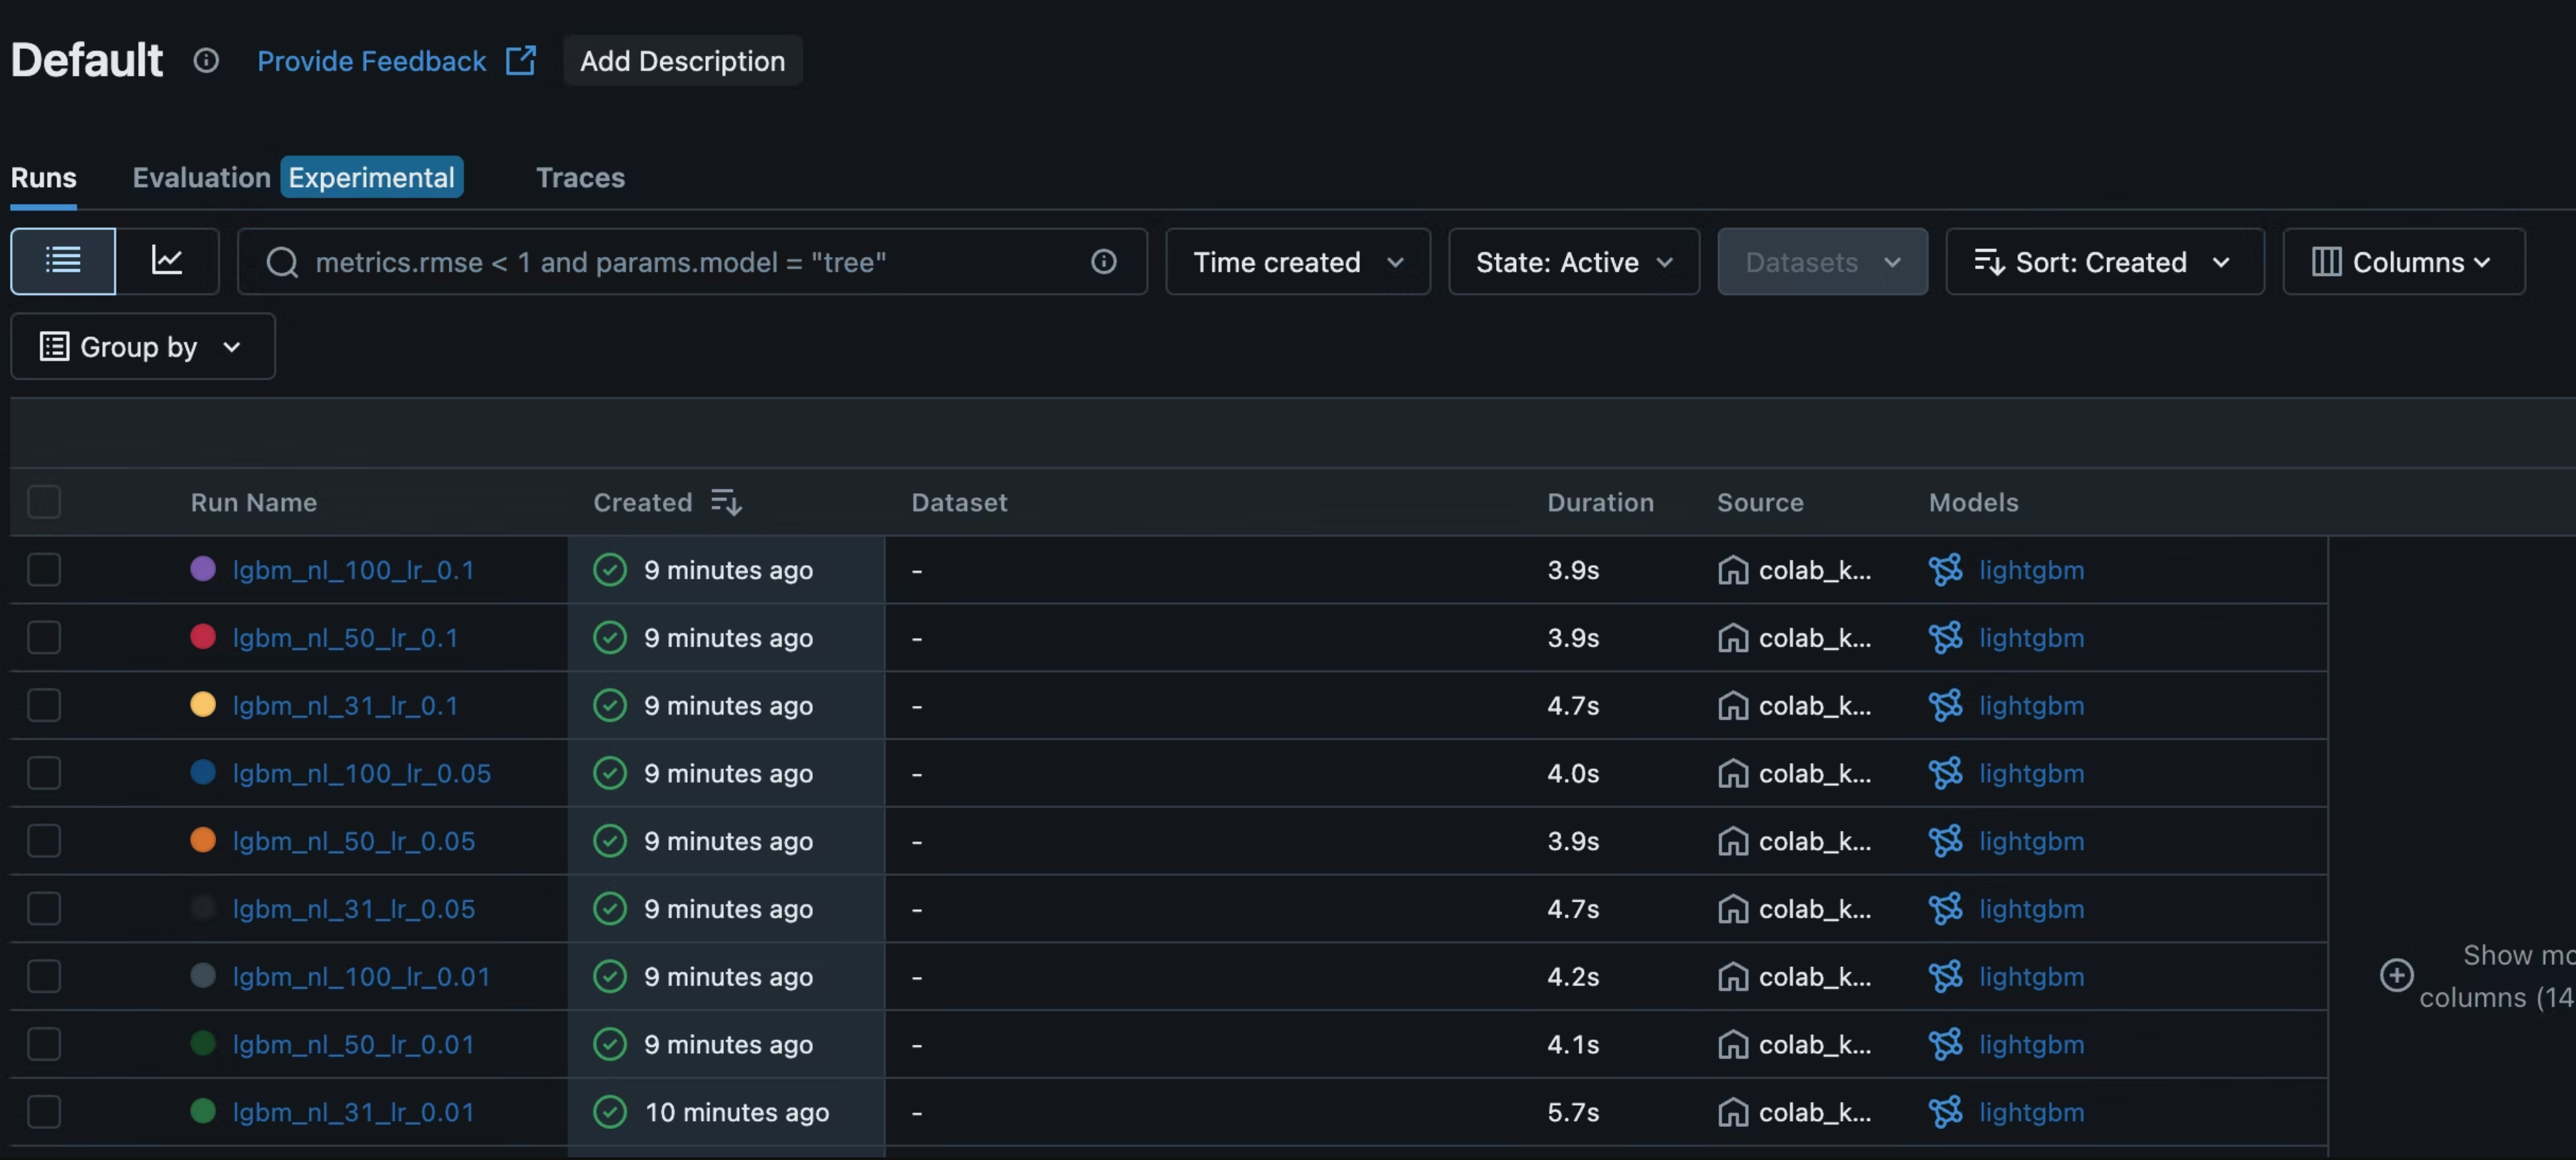 Default Provide Feedback Add Description
Runs Evaluation Experimental Traces
metrics.rmse < 1 and params.model = "tree" Time created State: Active Datasets Sort: Created Columns
Group by
Run Name Created Dataset Duration Source Models
lgbm_nl_100_lr_0.1 9 minutes ago - 3.9s colab_k... lightgbm
lgbm_nl_50_lr_0.1 9 minutes ago - 3.9s colab_k... lightgbm
lgbm_nl_31_lr_0.1 9 minutes ago - 4.7s colab_k... lightgbm
lgbm_nl_100_lr_0.05 9 minutes ago - 4.0s colab_k... lightgbm
lgbm_nl_50_lr_0.05 9 minutes ago - 3.9s colab_k... lightgbm
lgbm_nl_31_lr_0.05 9 minutes ago - 4.7s colab_k... lightgbm
lgbm_nl_100_lr_0.01 9 minutes ago - 4.2s colab_k... lightgbm
lgbm_nl_50_lr_0.01 9 minutes ago - 4.1s colab_k... lightgbm
lgbm_nl_31_lr_0.01 10 minutes ago - 5.7s colab_k... lightgbm
Show mo
columns (14